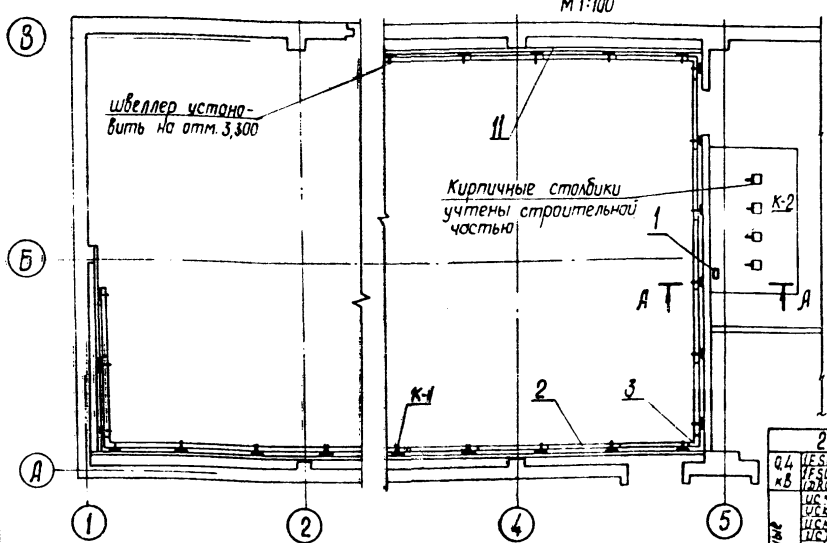 М 1:100
В
швеллер устано-
вить на отм. 3,300
11
Кирпичные столбики
учтены строительной
частью
К-2
1
Б
А
А
К-1
2
3
А
2
0,4
кВ
1
2
4
5